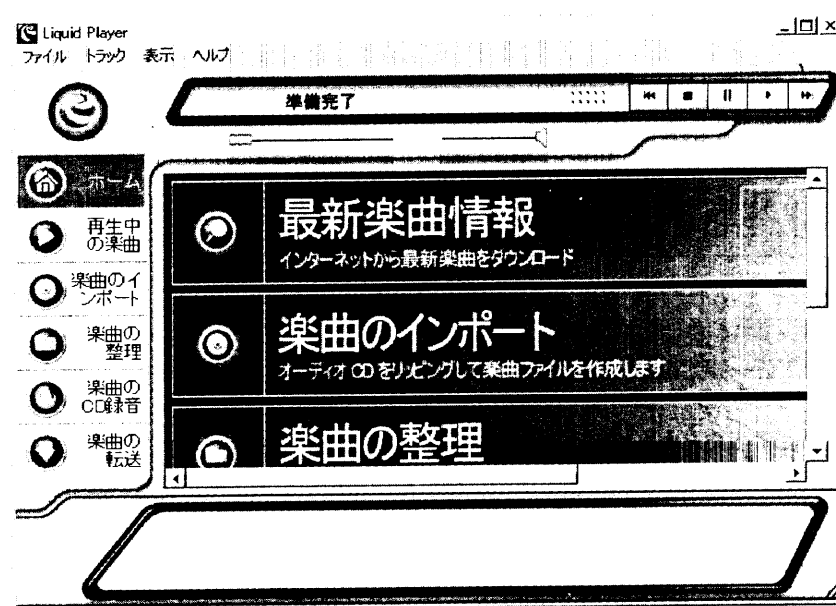 Liquid Player
ファイル トラック 表示 ヘルプ
準備完了
ホーム
再生中
の楽曲
楽曲のイ
ンポート
楽曲の
整理
楽曲の
CD録音
楽曲の
転送
最新楽曲情報
インターネットから最新楽曲をダウンロード
楽曲のインポート
オーディオ CD をリッピングして楽曲ファイルを作成します
楽曲の整理